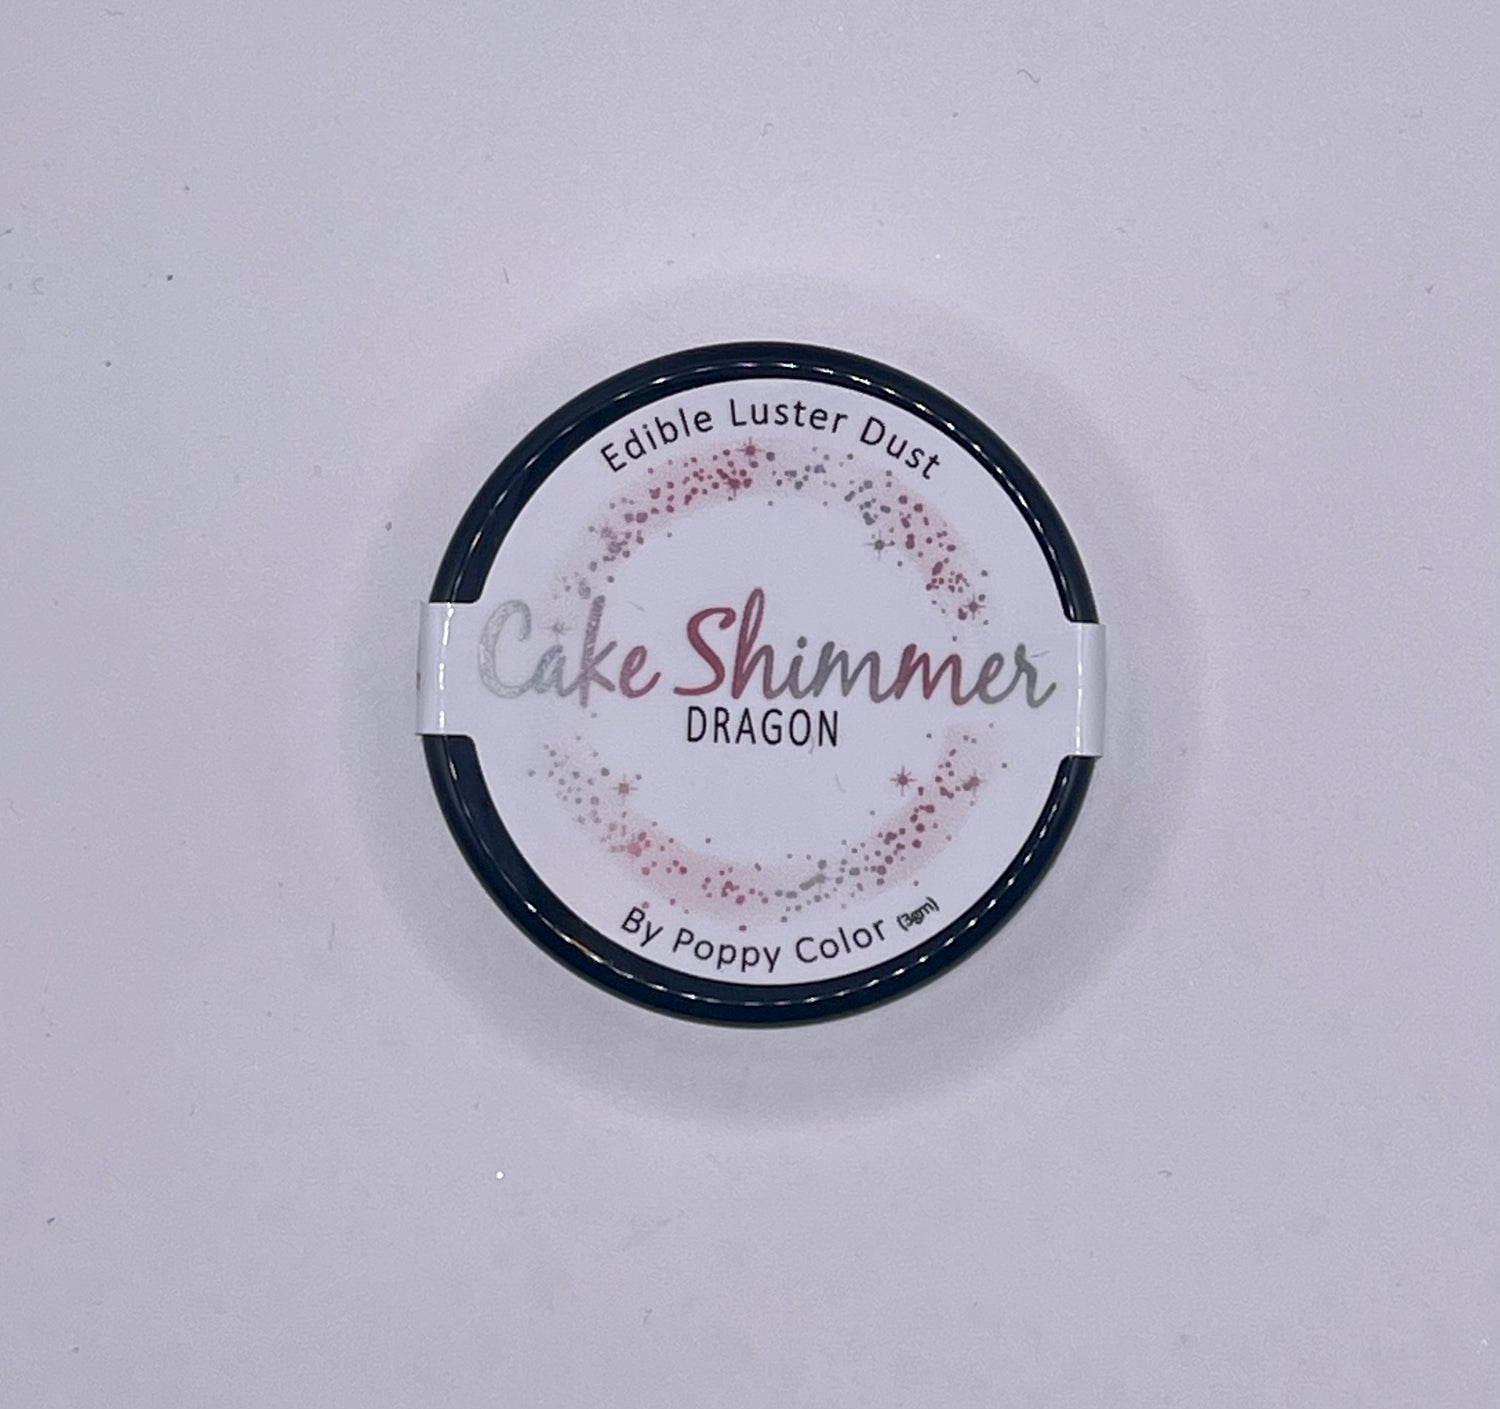 Edible Luster Dust
Cake Shimmer
DRAGON
By Poppy Color (3gm)